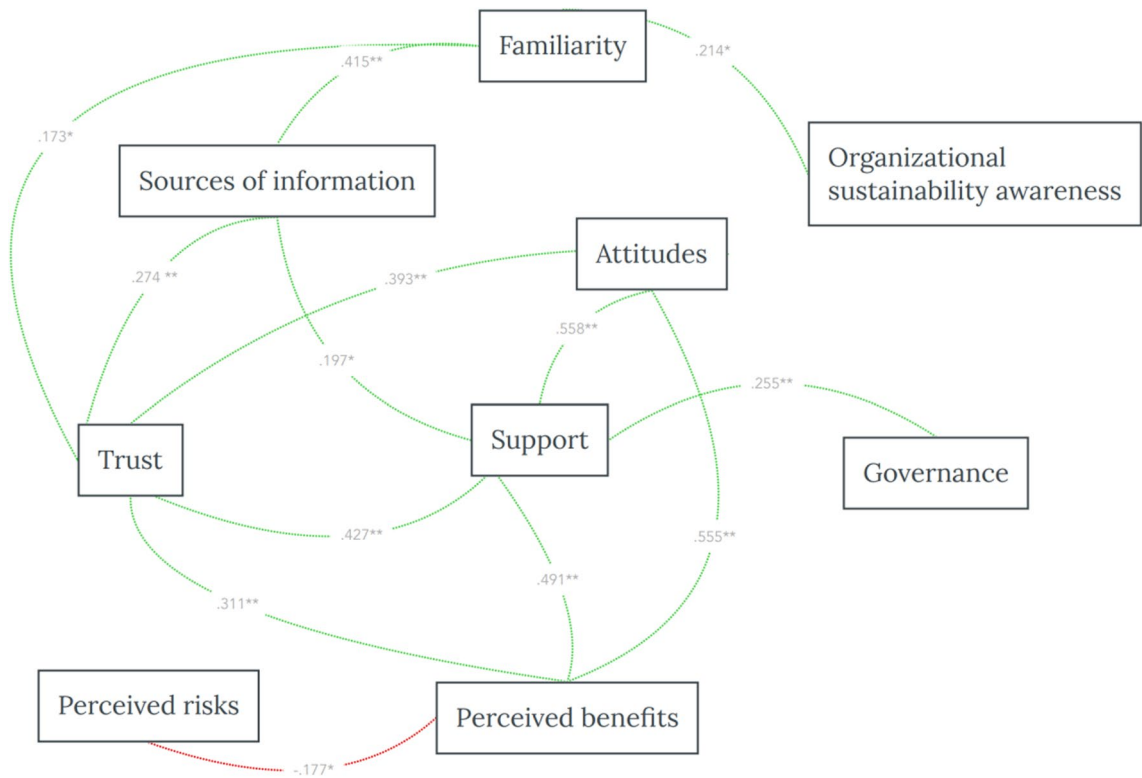 Familiarity
.214*
.415**
.173*
Organizational
sustainability awareness
Sources of information
Attitudes
.274 **
.393**
.558**
.197*
.255**
Support
Trust
Governance
.427**
.555**
.491**
.311**
Perceived risks
Perceived benefits
-.177*